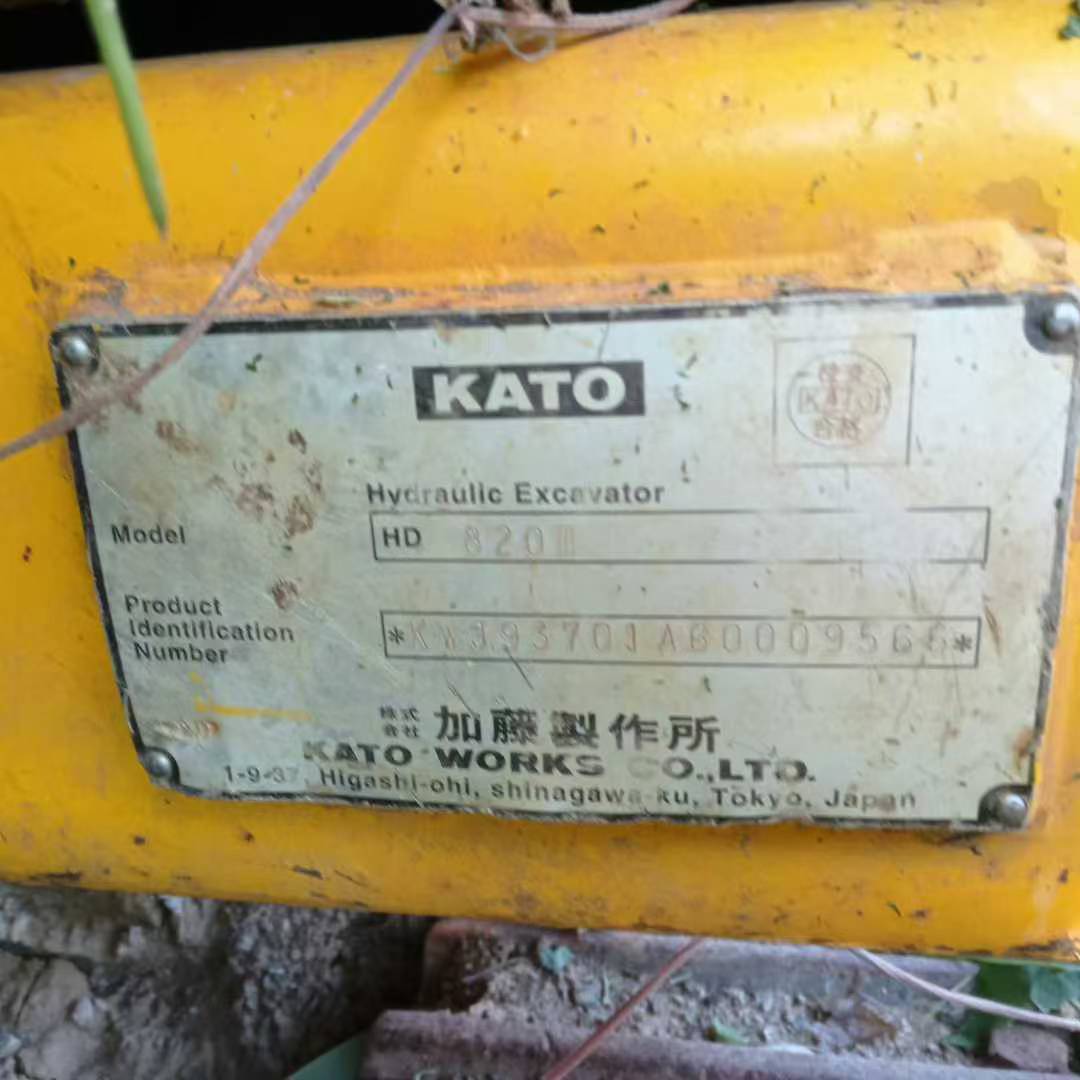 KATO
KATO
Hydraulic Excavator
Model
HD 820Ⅲ
Product
Identification
Number
株式
会社
加藤製作所
KATO WORKS CO.,LTD.
1-9-37, Higashi-ohi, shinagawa-ku, Tokyo, Japan